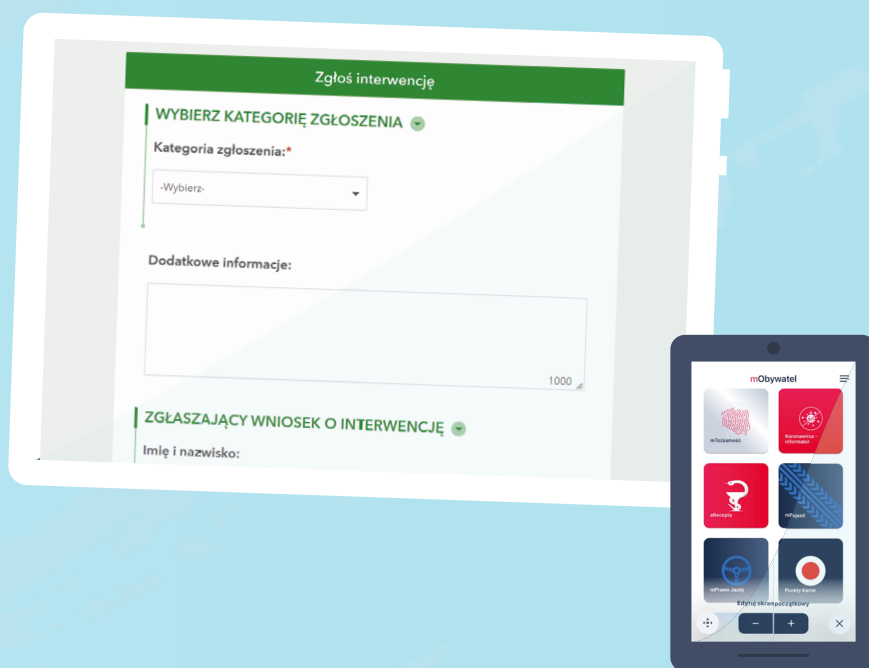 Zgłoś interwencję
WYBIERZ KATEGORIĘ ZGŁOSZENIA
Kategoria zgłoszenia:*
-Wybierz-
Dodatkowe informacje:
1000
ZGŁASZAJĄCY WNIOSEK O INTERWENCJĘ
Imię i nazwisko:
mObywatel
mTożsamość
Koronawirus -
informator
eRecepta
mPojazd
mPrawo Jazdy
Punkty Karne
Edytuj ekran początkowy